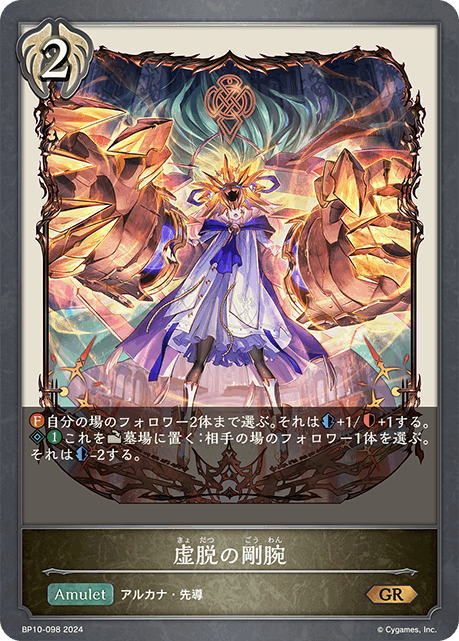 2
F 自分の場のフォロワー2体まで選ぶ。それは+1/+1する。
1 これを墓場に置く:相手の場のフォロワー1体を選ぶ。
それは-2する。
きょ だつ ごう わん
虚脱の剛腕
Amulet アルカナ・先導 GR
BP10-098 2024 © Cygames, Inc.